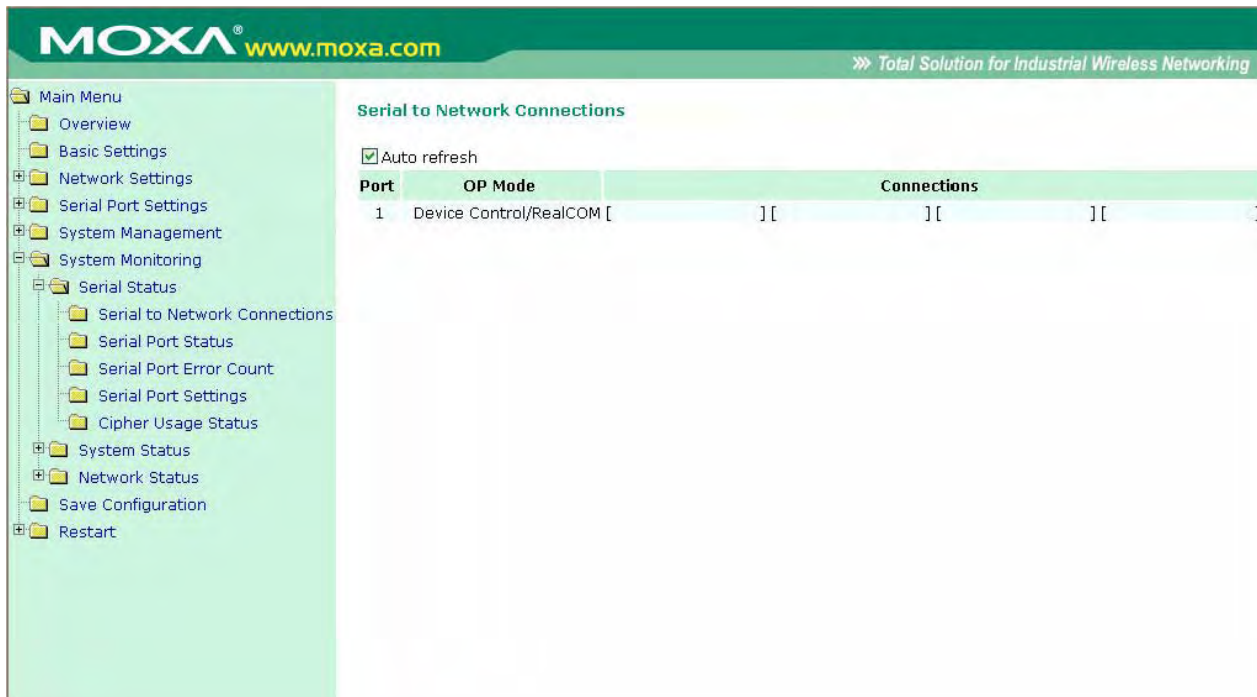 MOXA® www.moxa.com
>>> Total Solution for Industrial Wireless Networking
Main Menu
Overview
Basic Settings
Network Settings
Serial Port Settings
System Management
System Monitoring
Serial Status
Serial to Network Connections
Serial Port Status
Serial Port Error Count
Serial Port Settings
Cipher Usage Status
System Status
Network Status
Save Configuration
Restart
Serial to Network Connections
Auto refresh
Port OP Mode Connections
1 Device Control/RealCOM [ ] [ ] [ ] [ ]